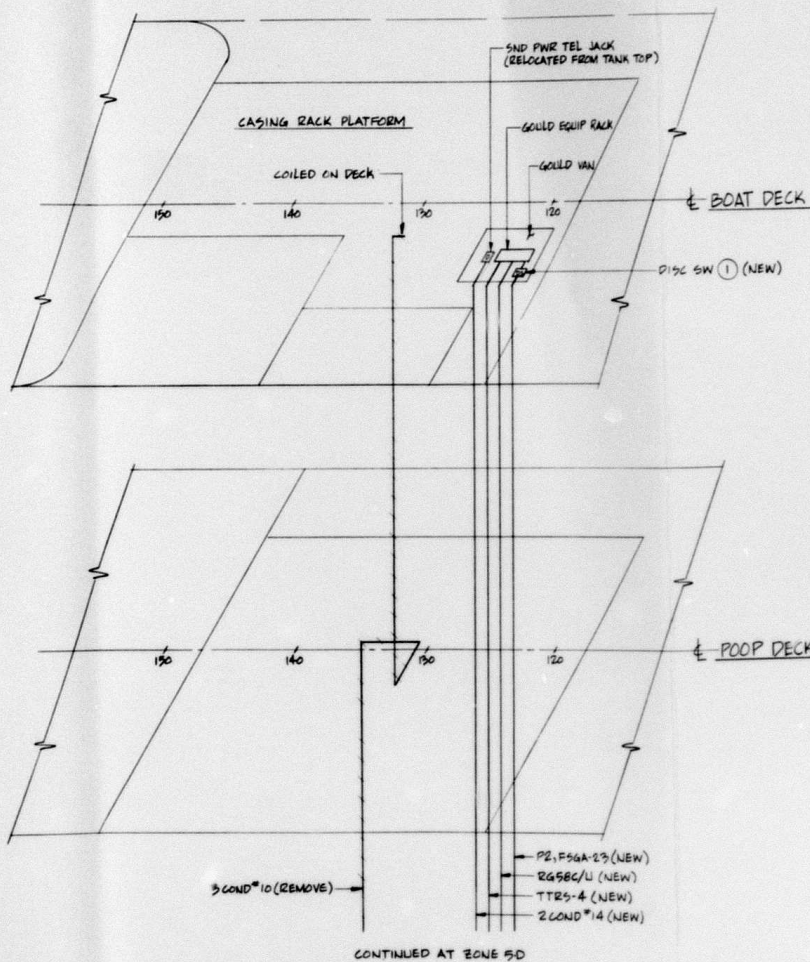 SND PWR TEL JACK
(RELOCATED FROM TANK TOP)
CASING RACK PLATFORM
GOULD EQUIP RACK
COILED ON DECK
GOULD VAN
150
140
130
120
℄ BOAT DECK
DISC SW 1 (NEW)
150
140
130
120
℄ POOP DECK
P2, FSGA-23 (NEW)
RG58C/U (NEW)
3 COND #10 (REMOVE)
TTRS-4 (NEW)
2 COND #14 (NEW)
CONTINUED AT ZONE 5-D